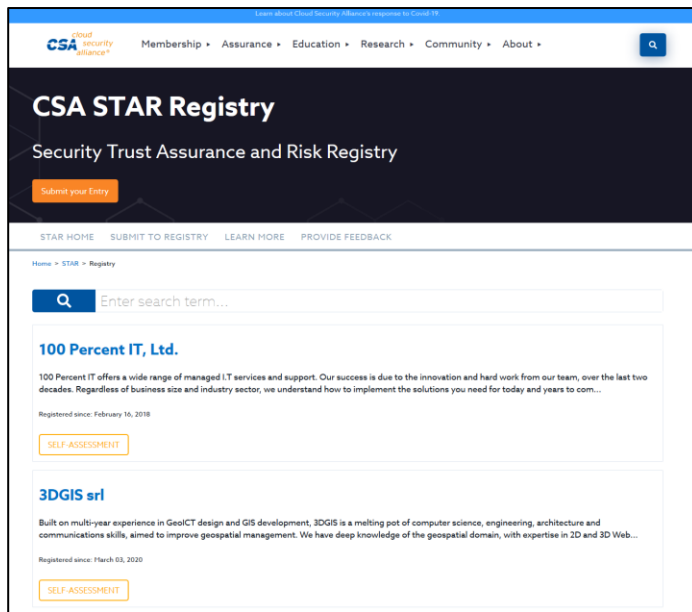 Learn about Cloud Security Alliance's response to Covid-19.
cloud
CSA security
alliance®
Membership ▸ Assurance ▸ Education ▸ Research ▸ Community ▸ About ▸
CSA STAR Registry
Security Trust Assurance and Risk Registry
Submit your Entry
STAR HOME SUBMIT TO REGISTRY LEARN MORE PROVIDE FEEDBACK
Home > STAR > Registry
Enter search term...
100 Percent IT, Ltd.
100 Percent IT offers a wide range of managed I.T services and support. Our success is due to the innovation and hard work from our team, over the last two
decades. Regardless of business size and industry sector, we understand how to implement the solutions you need for today and years to com...
Registered since: February 16, 2018
SELF-ASSESSMENT
3DGIS srl
Built on multi-year experience in GeoICT design and GIS development, 3DGIS is a melting pot of computer science, engineering, architecture and
communications skills, aimed to improve geospatial management. We have deep knowledge of the geospatial domain, with expertise in 2D and 3D Web...
Registered since: March 03, 2020
SELF-ASSESSMENT